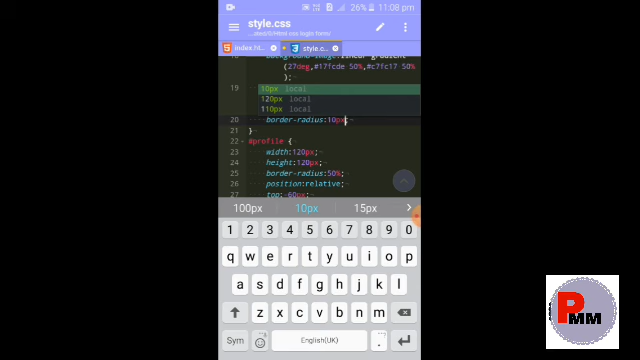 26% 11:08 pm
style.css
...ated/0/Html css login form/
index?/l... style.c...
(27deg,#17fcde 50%,#c7fc17 50%
);
19
10px local
120px local
110px local
20 border-radius:10px;
21 }
22 #profile {
23 width:120px;
24 height:120px;
25 border-radius:50%;
26 position:relative;
27 top:-60px;
100px 10px 15px
1 2 3 4 5 6 7 8 9 0
q w e r t y u i o p
a s d f g h j k l
z x c v b n m
Sym English(UK) .
PMM